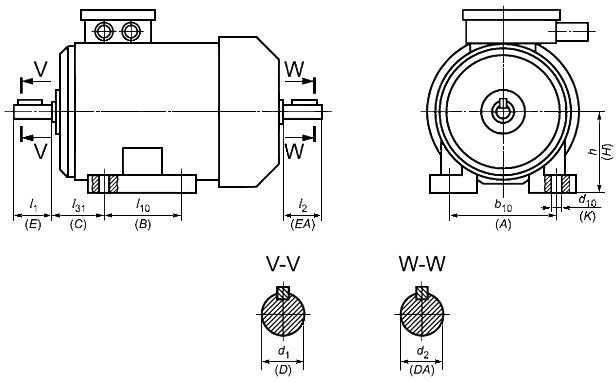 V
W
V
W
h
(H)
l1
l31
l10
l2
b10
d10
(E)
(C)
(B)
(EA)
(A)
(K)
V-V
W-W
d1
d2
(D)
(DA)